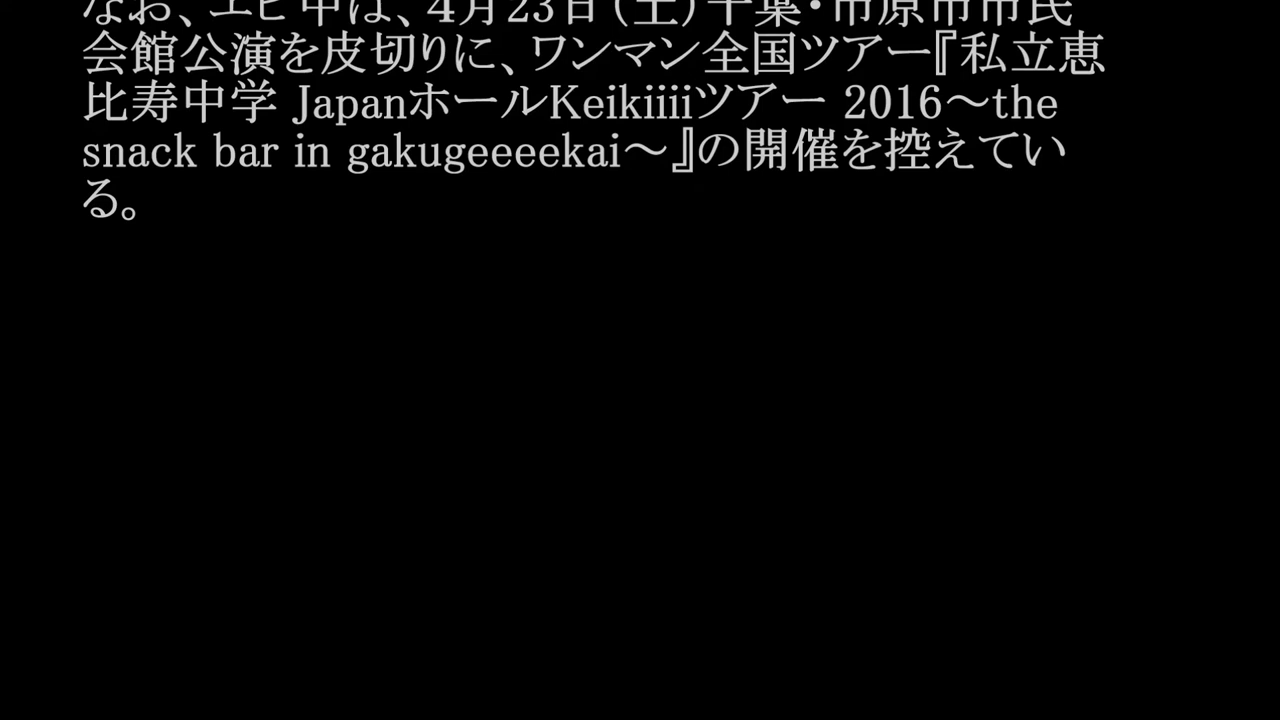 なお、エビ中は、4月23日(土)千葉・市原市市民
会館公演を皮切りに、ワンマン全国ツアー『私立恵
比寿中学 JapanホールKeikiiiiツアー 2016～the
snack bar in gakugeeeekai～』の開催を控えてい
る。